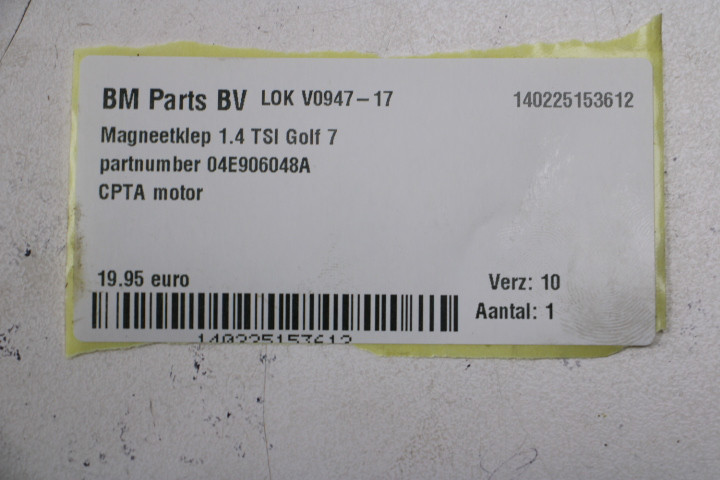 BM Parts BV LOK V0947-17 140225153612
Magneetklep 1.4 TSI Golf 7
partnumber 04E906048A
CPTA motor
19.95 euro Verz: 10
Aantal: 1
140225153612